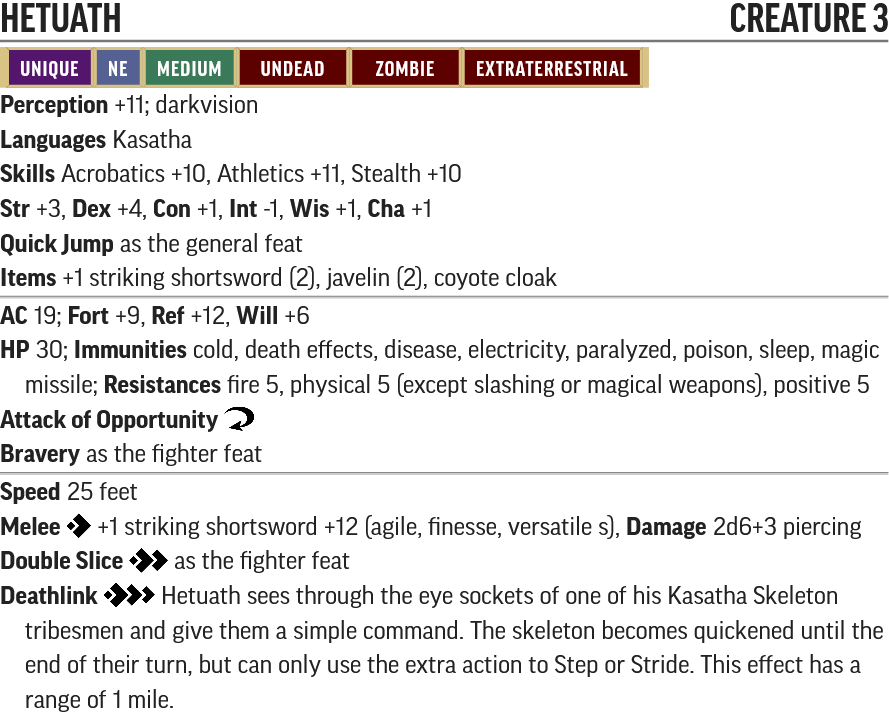 HETUATH CREATURE 3
UNIQUE NE MEDIUM UNDEAD ZOMBIE EXTRATERRESTRIAL
Perception +11; darkvision
Languages Kasatha
Skills Acrobatics +10, Athletics +11, Stealth +10
Str +3, Dex +4, Con +1, Int -1, Wis +1, Cha +1
Quick Jump as the general feat
Items +1 striking shortsword (2), javelin (2), coyote cloak
AC 19; Fort +9, Ref +12, Will +6
HP 30; Immunities cold, death effects, disease, electricity, paralyzed, poison, sleep, magic
missile; Resistances fire 5, physical 5 (except slashing or magical weapons), positive 5
Attack of Opportunity
Bravery as the fighter feat
Speed 25 feet
Melee +1 striking shortsword +12 (agile, finesse, versatile s), Damage 2d6+3 piercing
Double Slice as the fighter feat
Deathlink Hetuath sees through the eye sockets of one of his Kasatha Skeleton
tribesmen and give them a simple command. The skeleton becomes quickened until the
end of their turn, but can only use the extra action to Step or Stride. This effect has a
range of 1 mile.